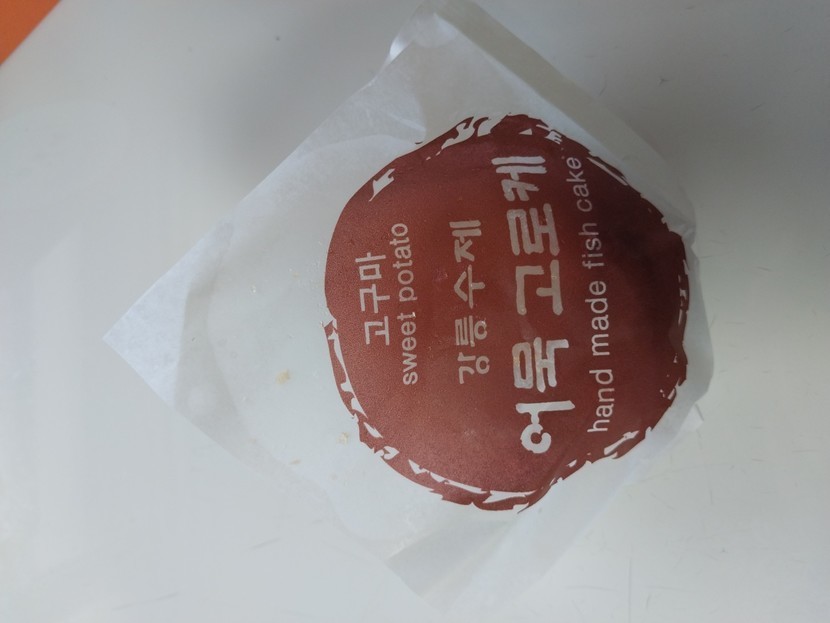 고구마
sweet potato
강릉수제
어묵 고로케
hand made fish cake